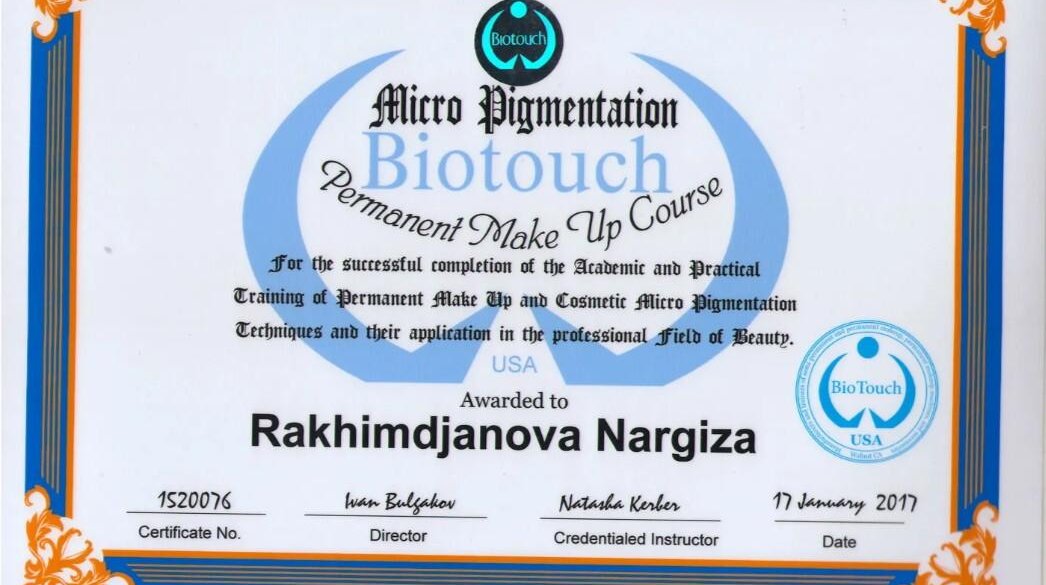 Biotouch
Micro Pigmentation
Biotouch
Permanent Make Up Course
For the successful completion of the Academic and Practical
Training of Permanent Make Up and Cosmetic Micro Pigmentation
Techniques and their application in the professional Field of Beauty.
USA
Awarded to
Rakhimdjanova Nargiza
BioTouch
USA
Walnut CA
1520076
Certificate No.
Ivan Bulgakov
Director
Natasha Kerber
Credentialed Instructor
17 January 2017
Date